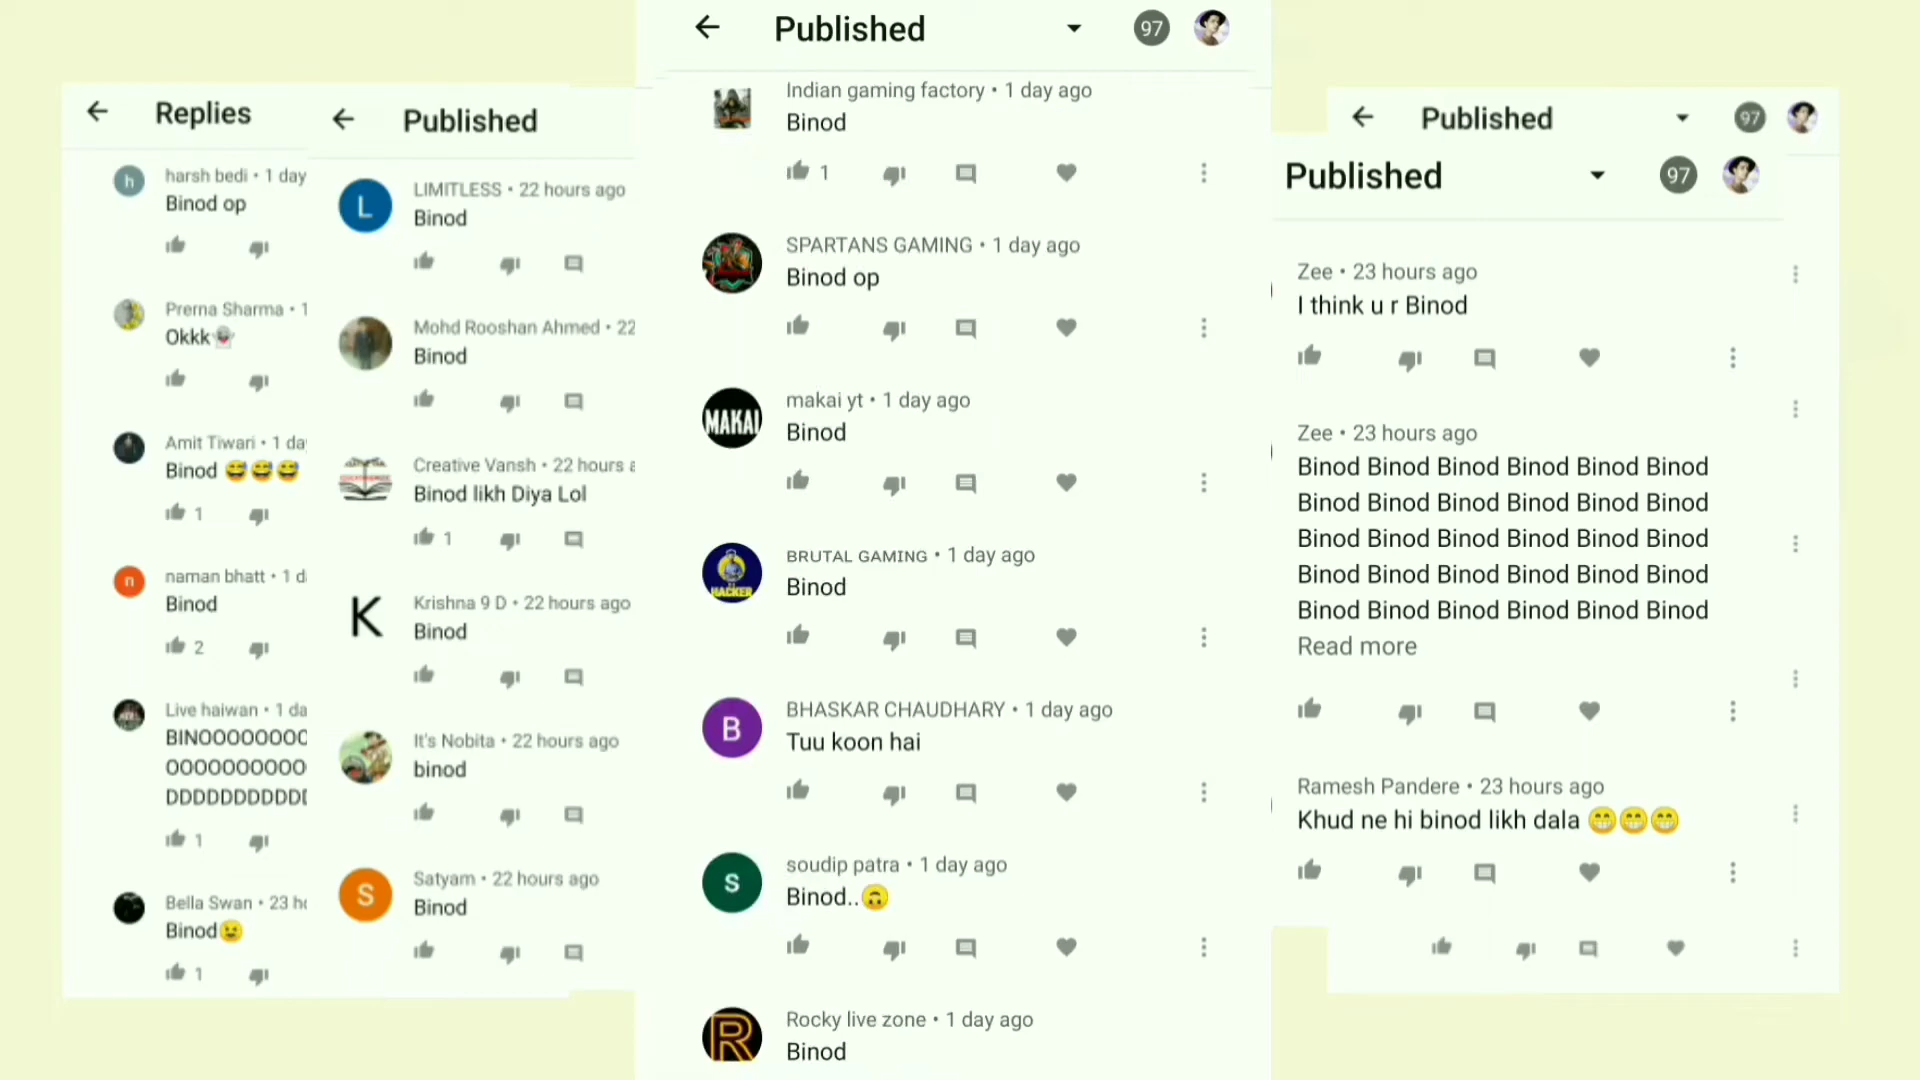 Replies
harsh bedi • 1 day
Binod op
Prerna Sharma • 1
Okkk👻
Amit Tiwari • 1 da
Binod 😅😅😅
1
naman bhatt • 1 d
Binod
2
Live haiwan • 1 da
BINOOOOOOOO
OOOOOOOOOOO
DDDDDDDDDDD
1
Bella Swan • 23 h
Binod😉
1
Published
LIMITLESS • 22 hours ago
Binod
Mohd Rooshan Ahmed • 22
Binod
Creative Vansh • 22 hours a
Binod likh Diya Lol
1
Krishna 9 D • 22 hours ago
Binod
It's Nobita • 22 hours ago
binod
Satyam • 22 hours ago
Binod
Published
97
Indian gaming factory • 1 day ago
Binod
1
SPARTANS GAMING • 1 day ago
Binod op
MAKAI
makai yt • 1 day ago
Binod
HACKER
BRUTAL GAMING • 1 day ago
Binod
B
BHASKAR CHAUDHARY • 1 day ago
Tuu koon hai
s
soudip patra • 1 day ago
Binod..🙃
R
Rocky live zone • 1 day ago
Binod
Published
97
Published
97
Zee • 23 hours ago
I think u r Binod
Zee • 23 hours ago
Binod Binod Binod Binod Binod Binod
Binod Binod Binod Binod Binod Binod
Binod Binod Binod Binod Binod Binod
Binod Binod Binod Binod Binod Binod
Binod Binod Binod Binod Binod Binod
Read more
Ramesh Pandere • 23 hours ago
Khud ne hi binod likh dala 😁😁😁